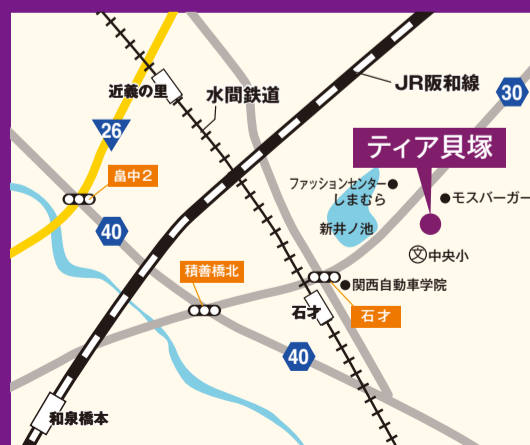 近義の里
水間鉄道
JR阪和線
30
26
ティア貝塚
畠中2
ファッションセンター
しまむら
モスバーガー
新井ノ池
40
文中央小
積善橋北
関西自動車学院
石才
石才
40
和泉橋本